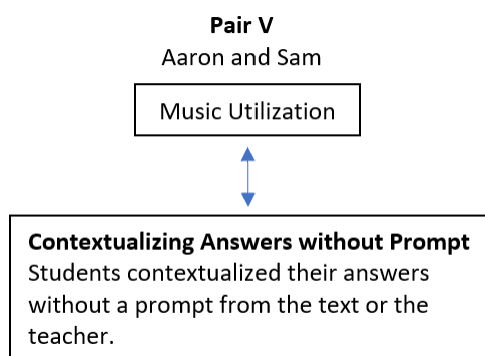 Pair V
Aaron and Sam
Music Utilization
Contextualizing Answers without Prompt
Students contextualized their answers
without a prompt from the text or the
teacher.